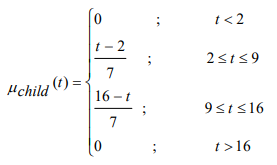 μchild (t) = { 0 ; t < 2
t − 2 / 7 ; 2 ≤ t ≤ 9
16 − t / 7 ; 9 ≤ t ≤ 16
0 ; t > 16